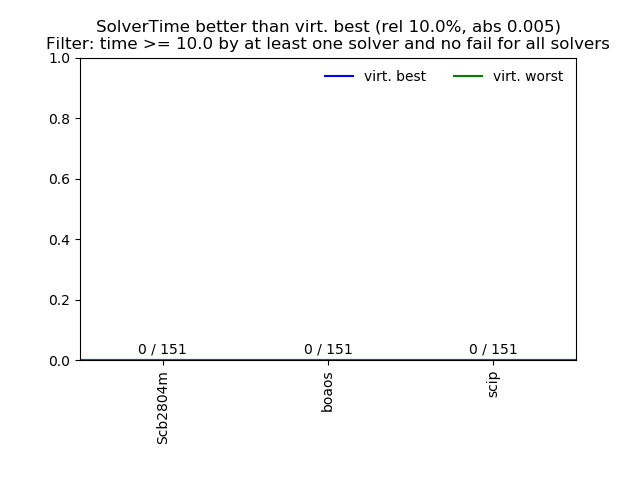 SolverTime better than virt. best (rel 10.0%, abs 0.005)
Filter: time >= 10.0 by at least one solver and no fail for all solvers
virt. best
virt. worst
1.0
0.8
0.6
0.4
0.2
0.0
0 / 151
0 / 151
0 / 151
Scb2804m
boaos
scip